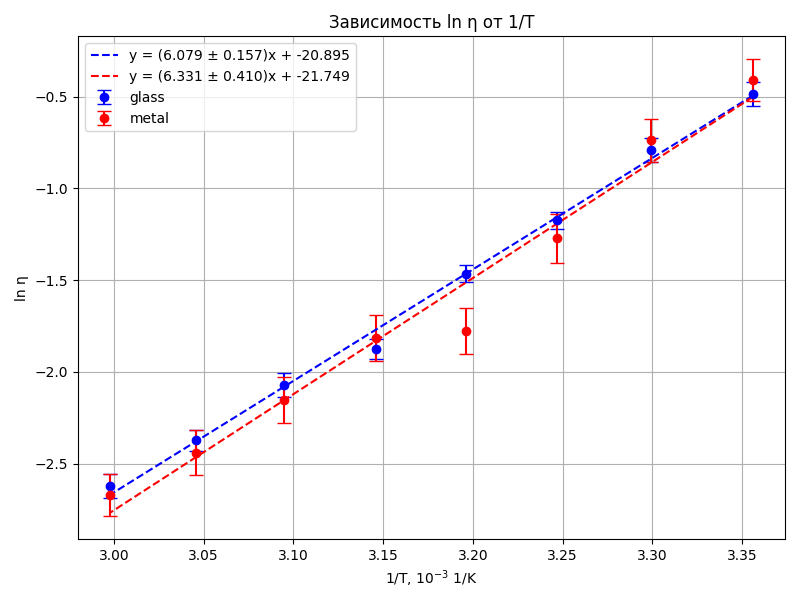 Зависимость ln η от 1/T
y = (6.079 ± 0.157)x + -20.895
y = (6.331 ± 0.410)x + -21.749
glass
metal
ln η
−0.5
−1.0
−1.5
−2.0
−2.5
3.00 3.05 3.10 3.15 3.20 3.25 3.30 3.35
1/T, 10⁻³ 1/K